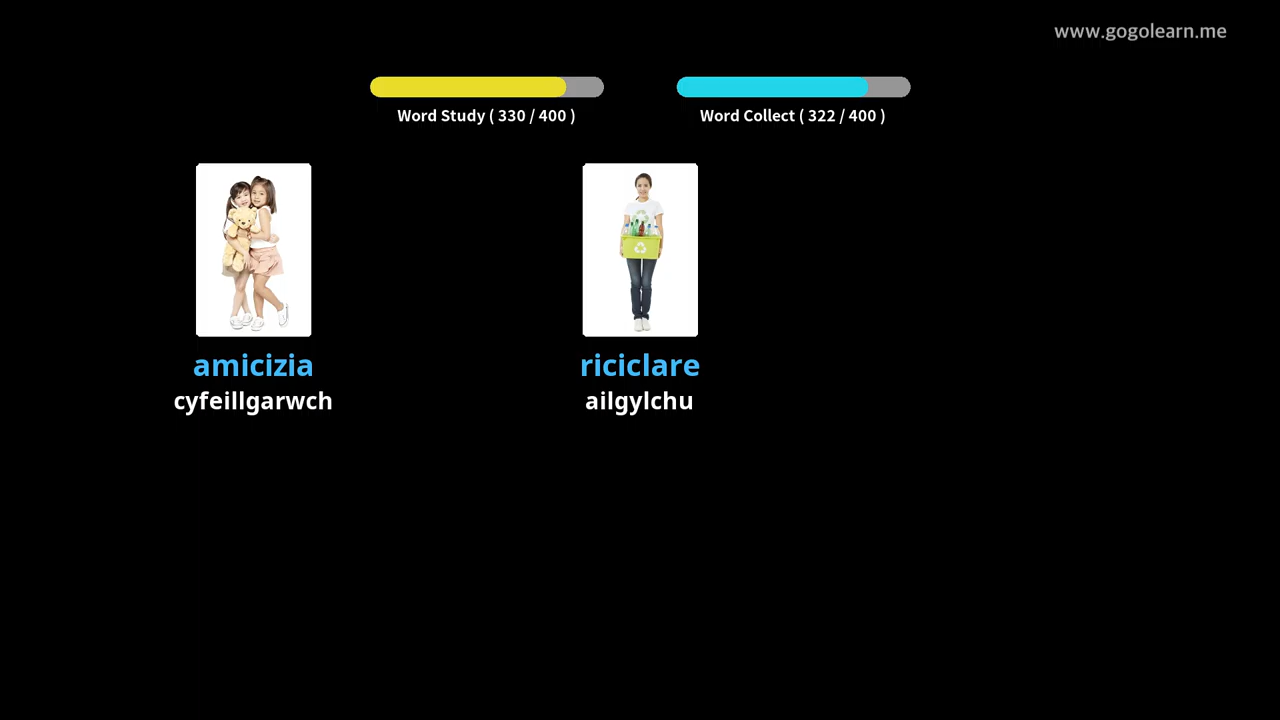 www.gogolearn.me
Word Study ( 330 / 400 )
Word Collect ( 322 / 400 )
amicizia
cyfeillgarwch
riciclare
ailgylchu